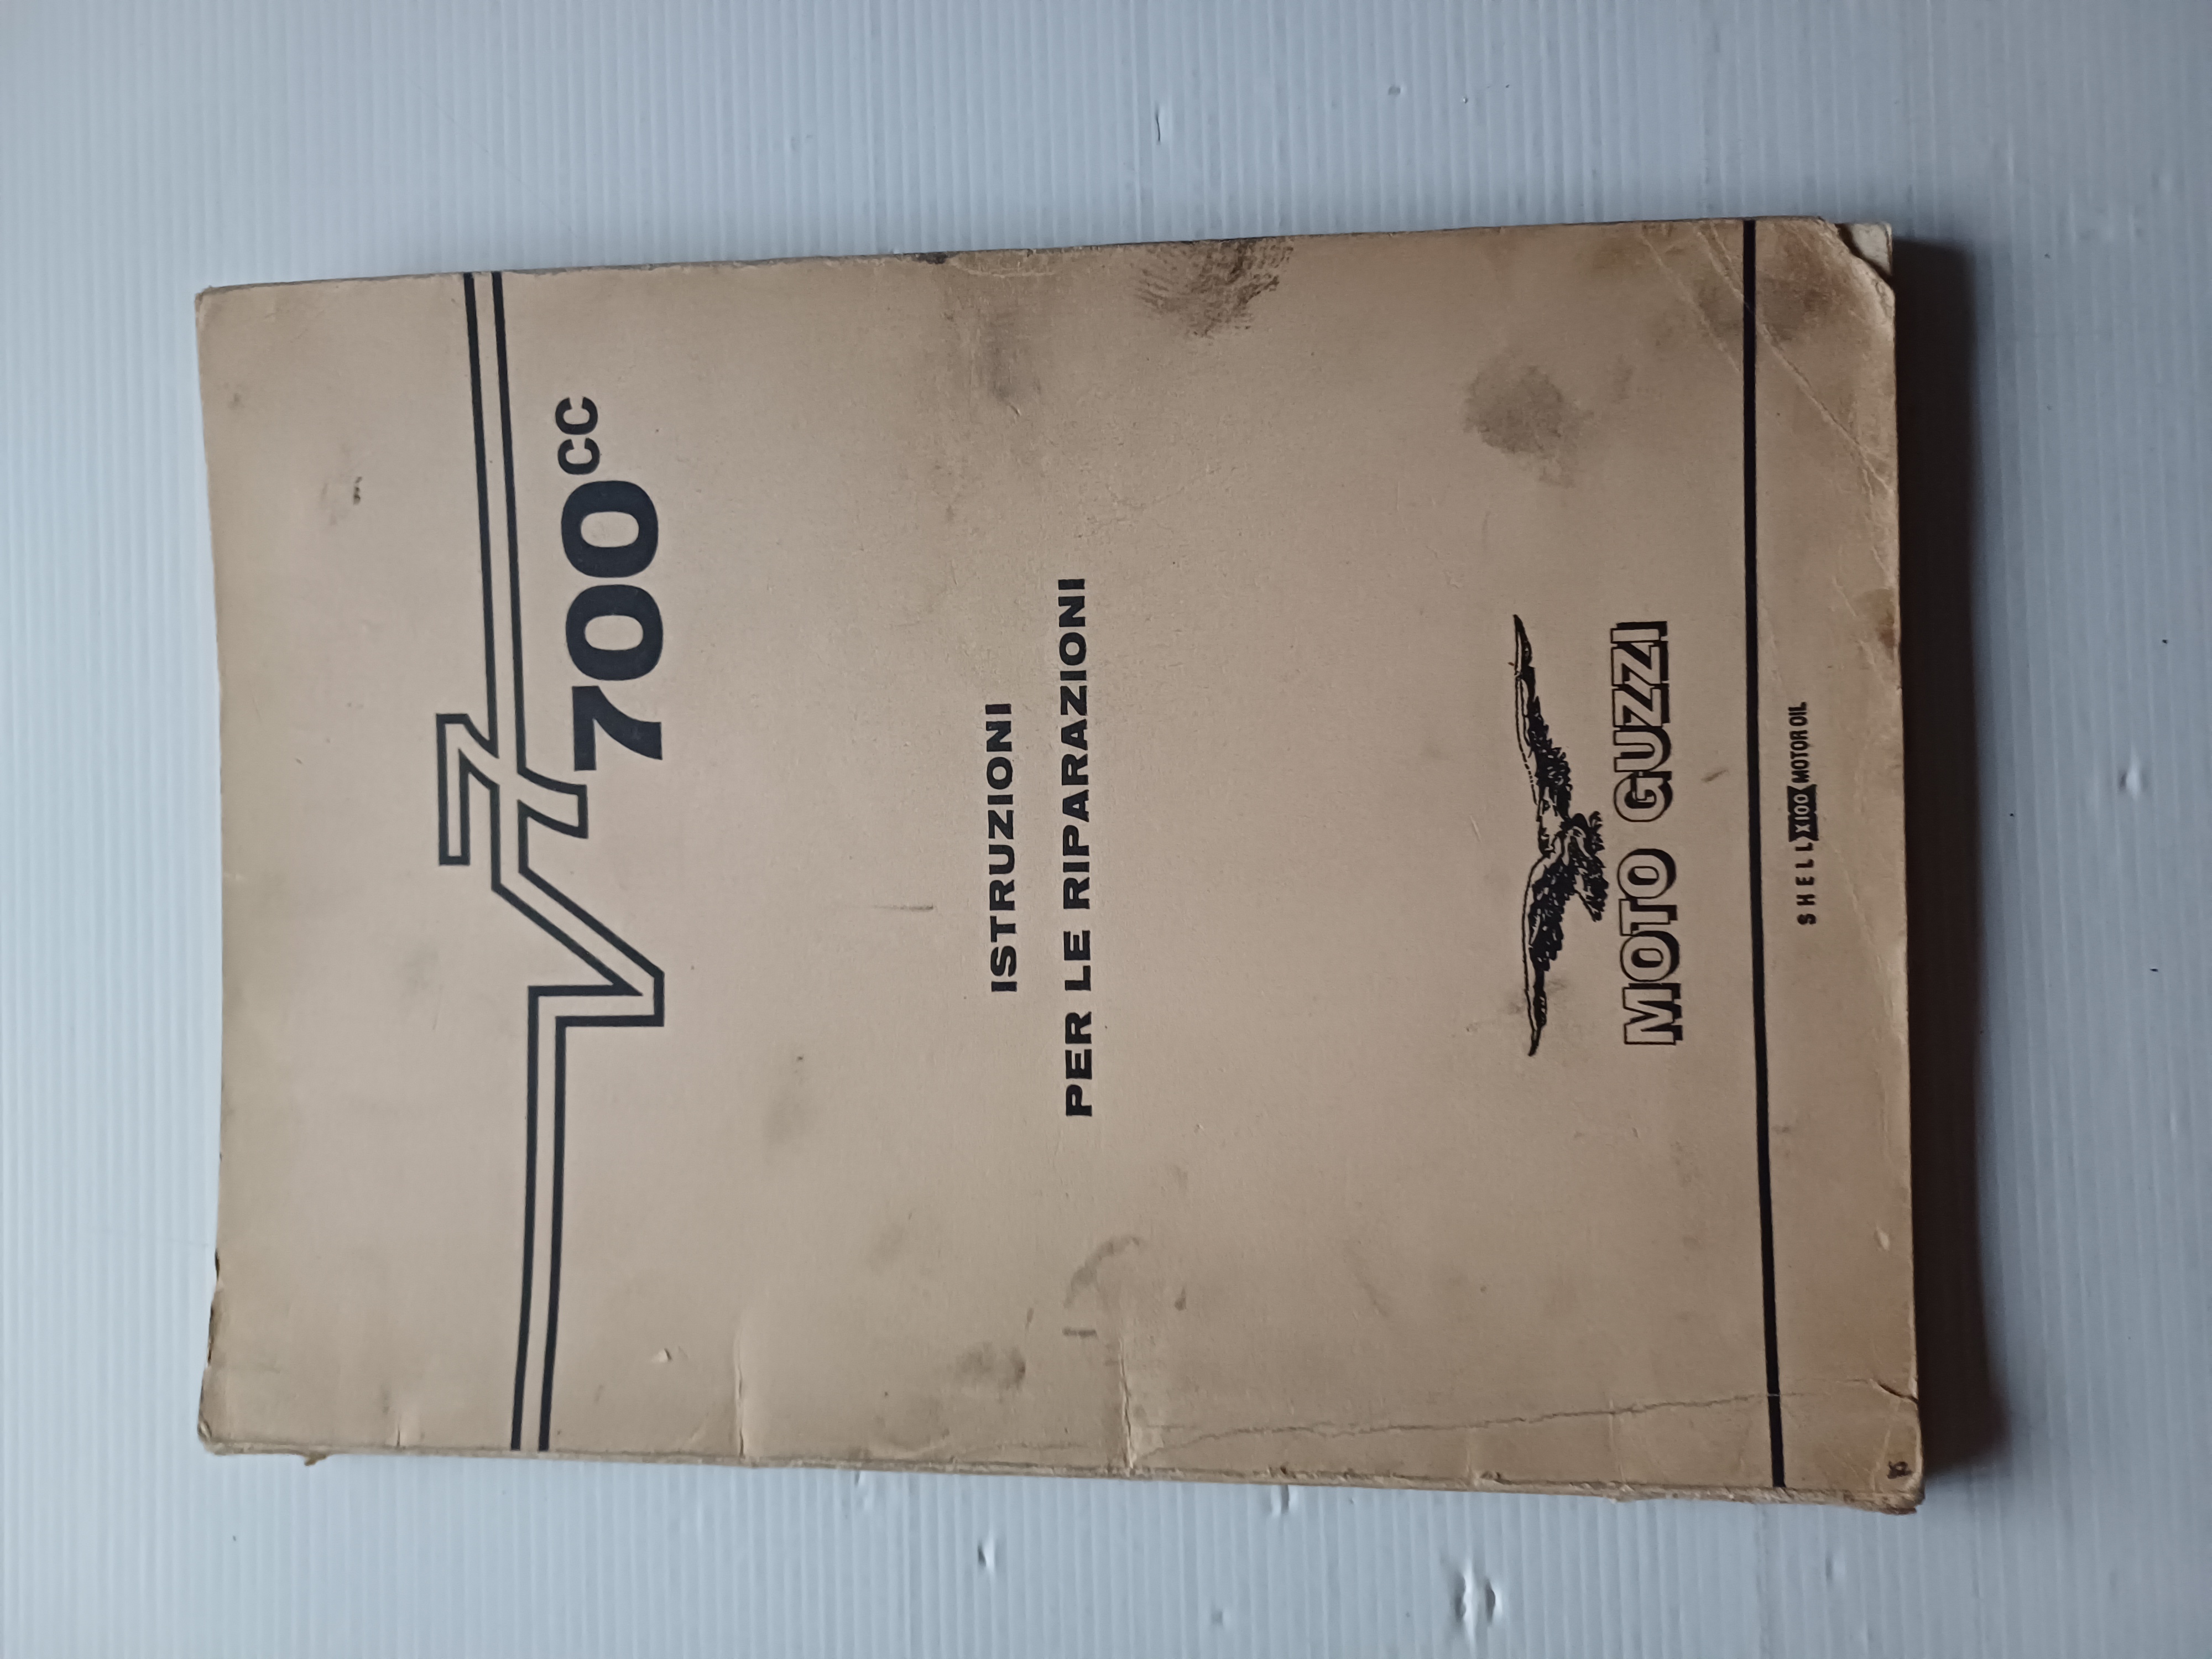 V7
700cc
ISTRUZIONI
PER LE RIPARAZIONI
MOTO GUZZI
SHELL X100 MOTOR OIL